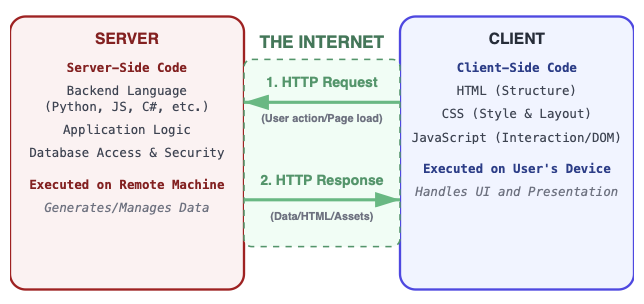 SERVER
Server-Side Code
Backend Language
(Python, JS, C#, etc.)
Application Logic
Database Access & Security
Executed on Remote Machine
Generates/Manages Data
THE INTERNET
1. HTTP Request
(User action/Page load)
2. HTTP Response
(Data/HTML/Assets)
CLIENT
Client-Side Code
HTML (Structure)
CSS (Style & Layout)
JavaScript (Interaction/DOM)
Executed on User's Device
Handles UI and Presentation